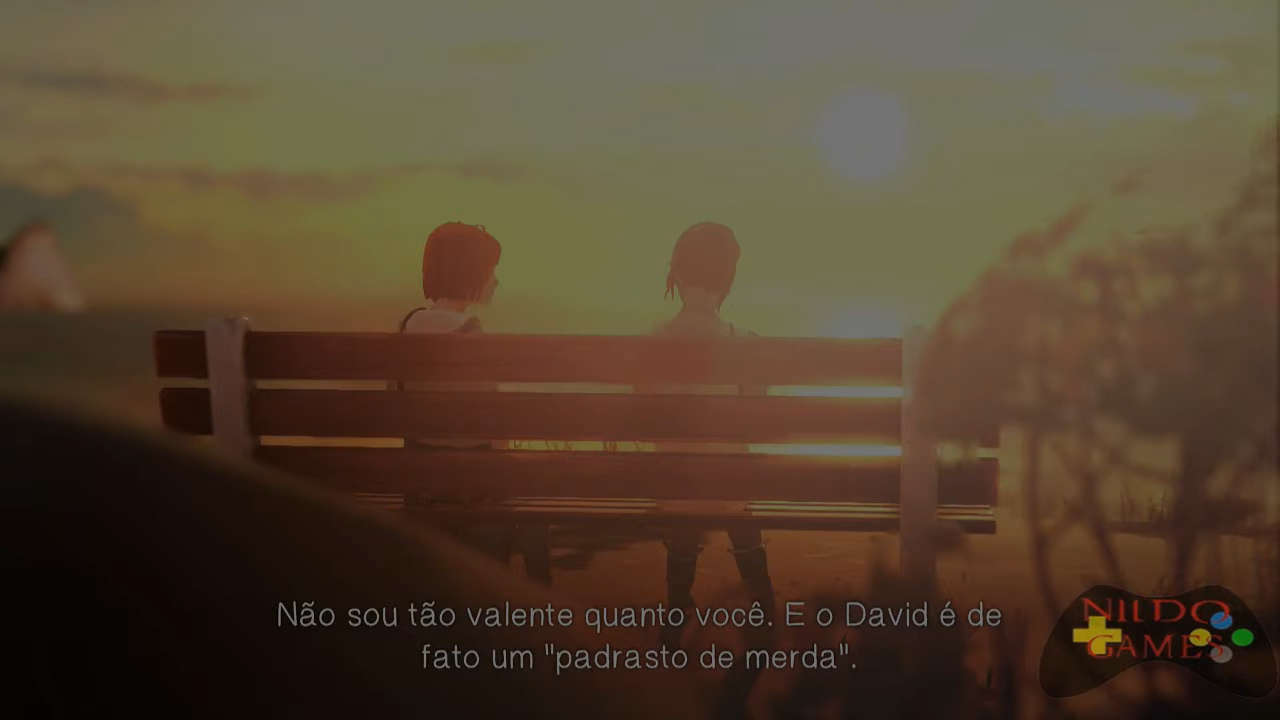 Não sou tão valente quanto você. E o David é de
fato um "padrasto de merda".
NILDO
GAMES